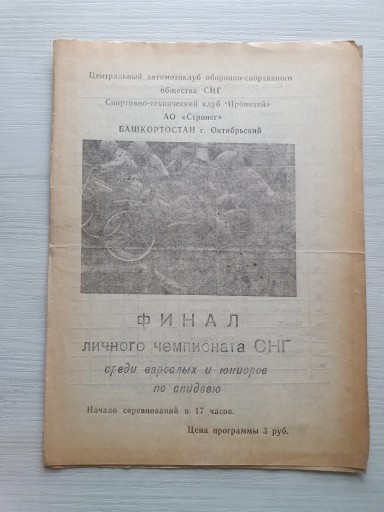 Центральный автомотоклуб оборонно-спортивного
общества СНГ
Спортивно-технический клуб "Прометей"
АО «Стронег»
БАШКОРТОСТАН г. Октябрьский
ФИНАЛ
личного чемпионата СНГ
среди взрослых и юниоров
по спидвею
Начало соревнований в 17 часов.
Цена программы 3 руб.